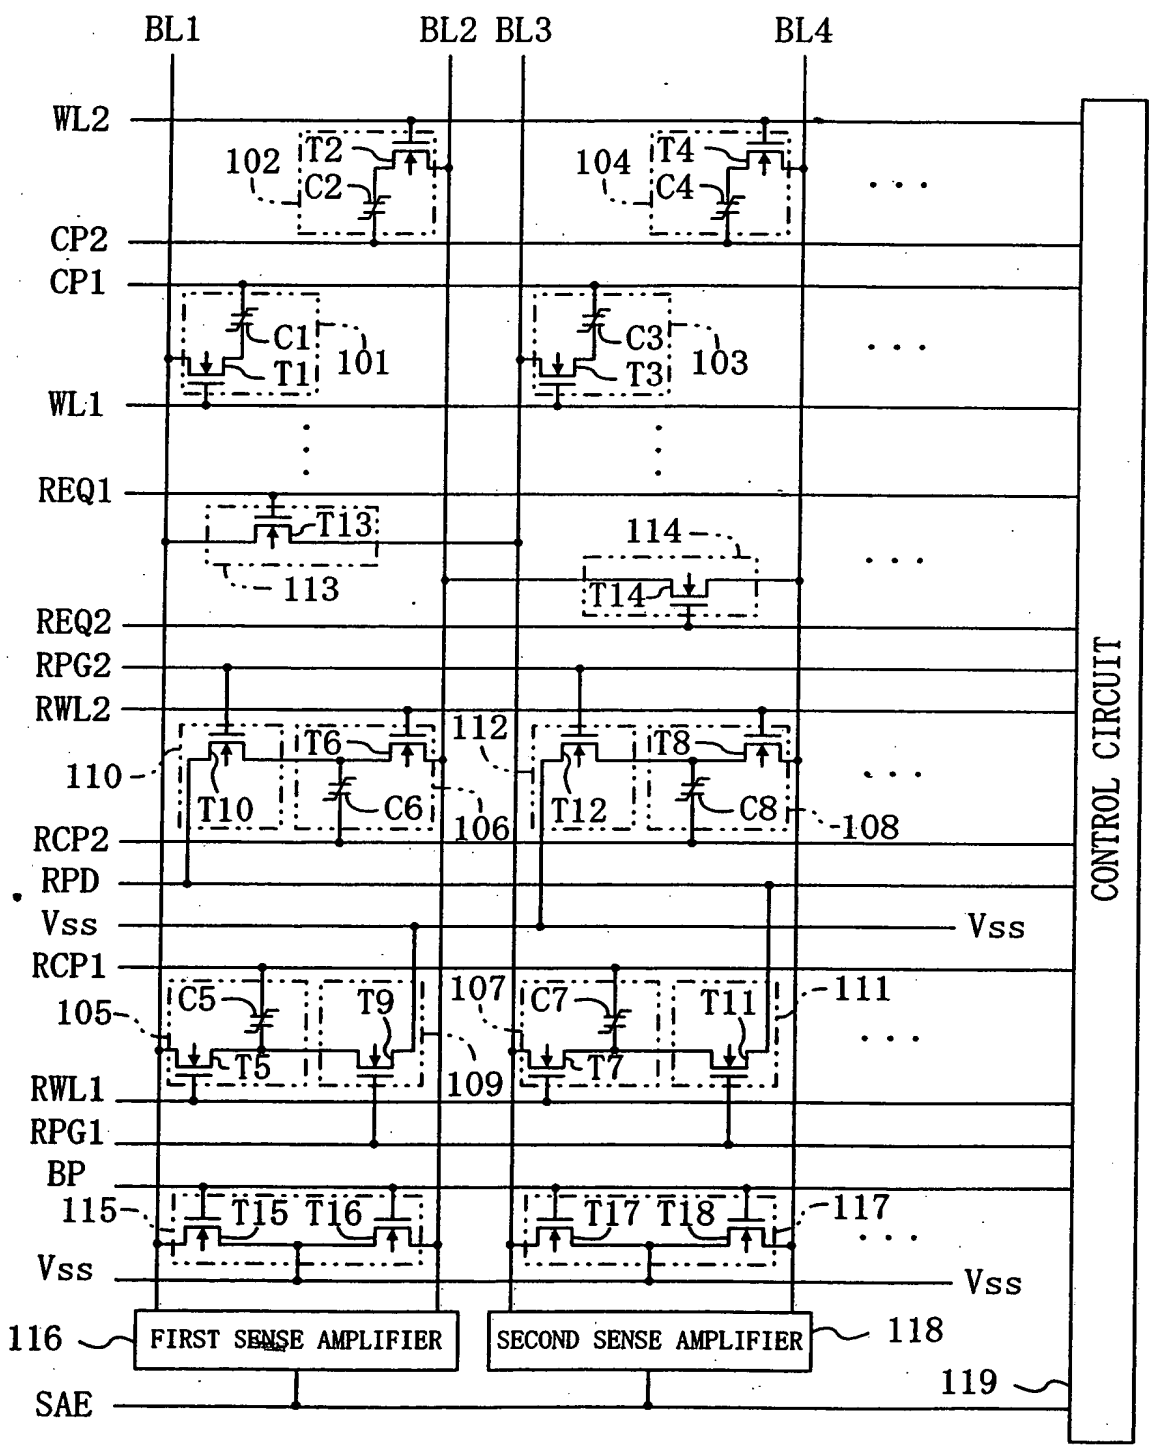 BL1 BL2 BL3 BL4
WL2
T2 T4
102 104
C2 C4
. . .
CP2
CP1
C1 C3
101 103
T1 T3
. . .
WL1
REQ1
T13
114
113
T14
. . .
REQ2
RPG2
RWL2
T6 112 T8
110
T10 C6 T12 C8
. . .
106 108
RCP2
RPD
Vss Vss
RCP1
C5 T9 107 C7 T11 111
105
T5 T7
. . .
109
RWL1
RPG1
BP
115 T15 T16 T17 T18 117
. . .
Vss Vss
116 FIRST SENSE AMPLIFIER SECOND SENSE AMPLIFIER 118
119
SAE
CONTROL CIRCUIT